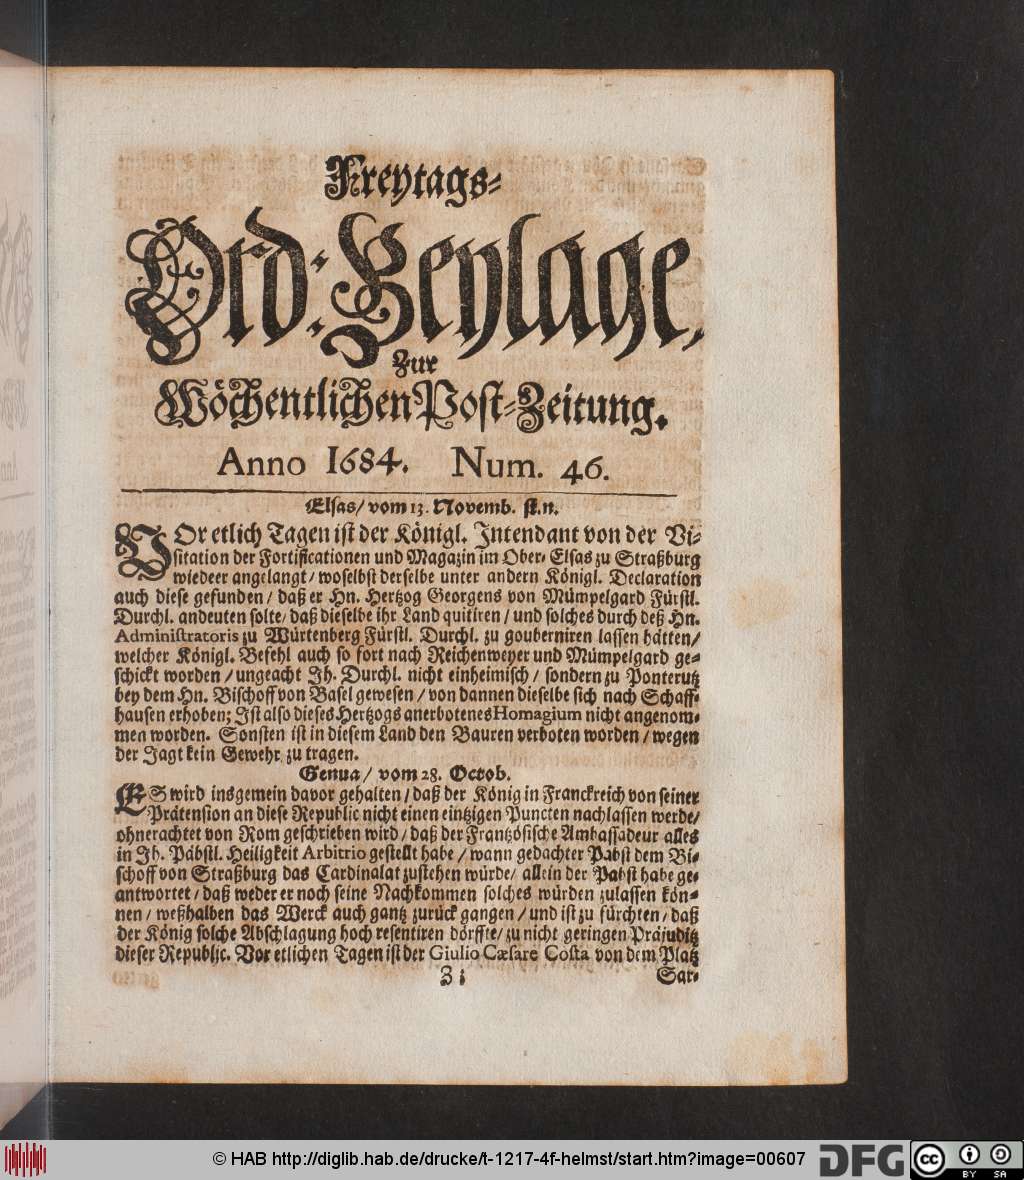 Freytags-
Ord: Beylage,
Zur
Wöchentlichen Post-Zeitung.
Anno 1684. Num. 46.
Elsas/ vom 13. Novemb. st.n.
VOr etlich Tagen ist der Königl. Intendant von der Vi-
sitation der Fortificationen und Magazin im Ober-Elsas zu Straßburg
wiedeer angelangt/ woselbst derselbe unter andern Königl. Declaration
auch diese gefunden/ daß er Hn. Hertzog Georgens von Mümpelgard Fürstl.
Durchl. andeuten solte/ daß dieselbe ihr Land quitiren/ und solches durch deß Hn.
Administratoris zu Würtenberg Fürstl. Durchl. zu gouberniren lassen hätten/
welcher Königl. Befehl auch so fort nach Reichenweyer und Mümpelgard ge-
schickt worden/ ungeacht Ih. Durchl. nicht einheimisch/ sondern zu Ponterutz
bey dem Hn. Bischoff von Basel gewesen/ von dannen dieselbe sich nach Schaff-
hausen erhoben; Ist also dieses Hertzogs anerbotenes Homagium nicht angenom-
men worden. Sonsten ist in diesem Land den Bauren verboten worden/ wegen
der Jagt kein Gewehr zu tragen.
Genua/ vom 28. Octob.
ES wird insgemein davor gehalten/ daß der König in Franckreich von seiner
Prätension an diese Republic nicht einen eintzigen Puncten nachlassen werde/
ohnerachtet von Rom geschrieben wird/ daß der Frantzösische Ambassadeur alles
in Ih. Päbstl. Heiligkeit Arbitrio gestellt habe/ wann gedachter Pabst dem Bi-
schoff von Straßburg das Cardinalat zustehen würde/ allein der Pabst habe ge-
antwortet/ daß weder er noch seine Nachkommen solches würden zulassen kön-
nen/ weßhalben das Werck auch gantz zurück gangen/ und ist zu fürchten/ daß
der König solche Abschlagung hoch resentiren dörffte/ zu nicht geringen Präjuditz
dieser Republic. Vor etlichen Tagen ist der Giulio Cæsare Costa von dem Platz
Z i Sar-
© HAB http://diglib.hab.de/drucke/t-1217-4f-helmst/start.htm?image=00607
DFG
cc BY SA